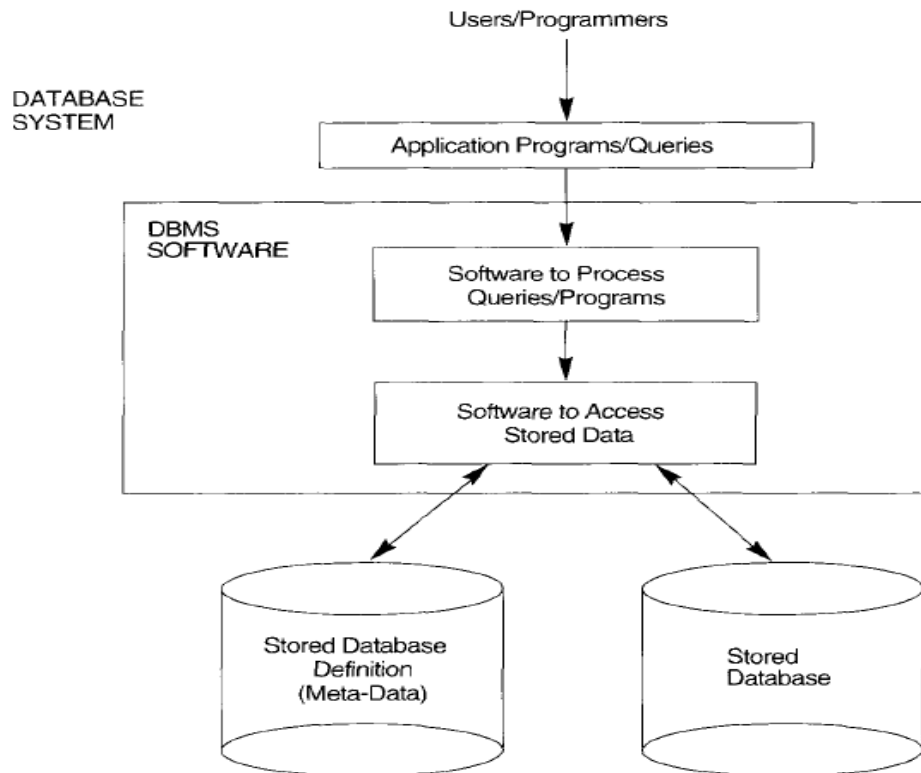 Users/Programmers
DATABASE
SYSTEM
Application Programs/Queries
DBMS
SOFTWARE
Software to Process
Queries/Programs
Software to Access
Stored Data
Stored Database
Definition
(Meta-Data)
Stored
Database